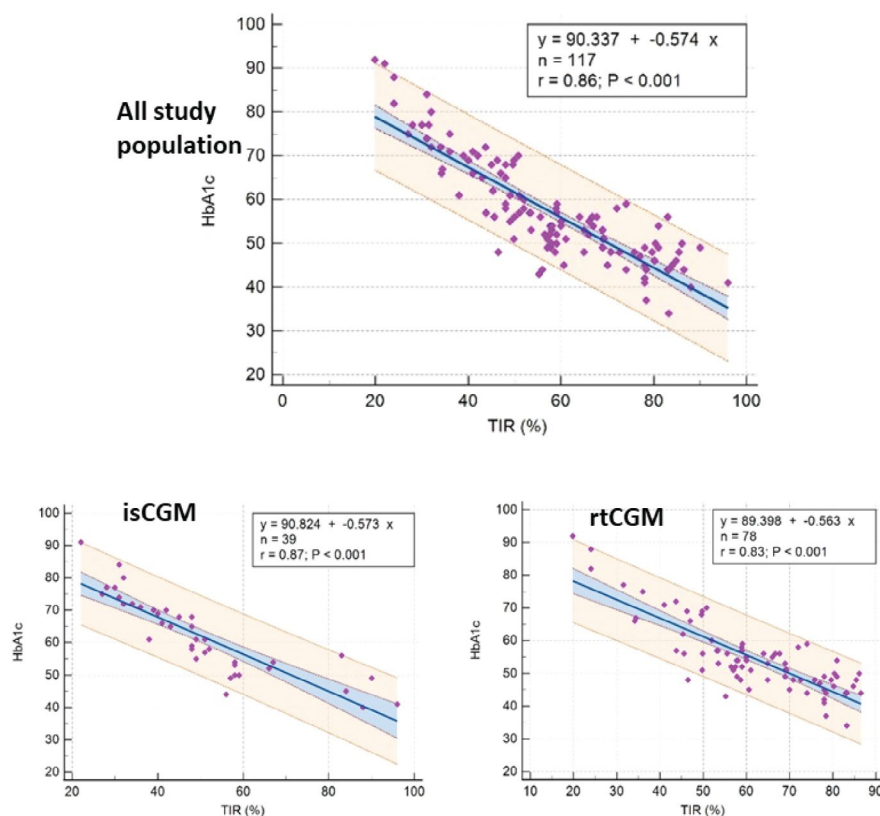 All study
population
y = 90.337 + -0.574 x
n = 117
r = 0.86; P < 0.001
HbA1c
100
90
80
70
60
50
40
30
20
0 20 40 60 80 100
TIR (%)
isCGM
y = 90.824 + -0.573 x
n = 39
r = 0.87; P < 0.001
HbA1c
100
90
80
70
60
50
40
30
20
20 40 60 80 100
TIR (%)
rtCGM
y = 89.398 + -0.563 x
n = 78
r = 0.83; P < 0.001
HbA1c
100
90
80
70
60
50
40
30
20
10 20 30 40 50 60 70 80 90
TIR (%)